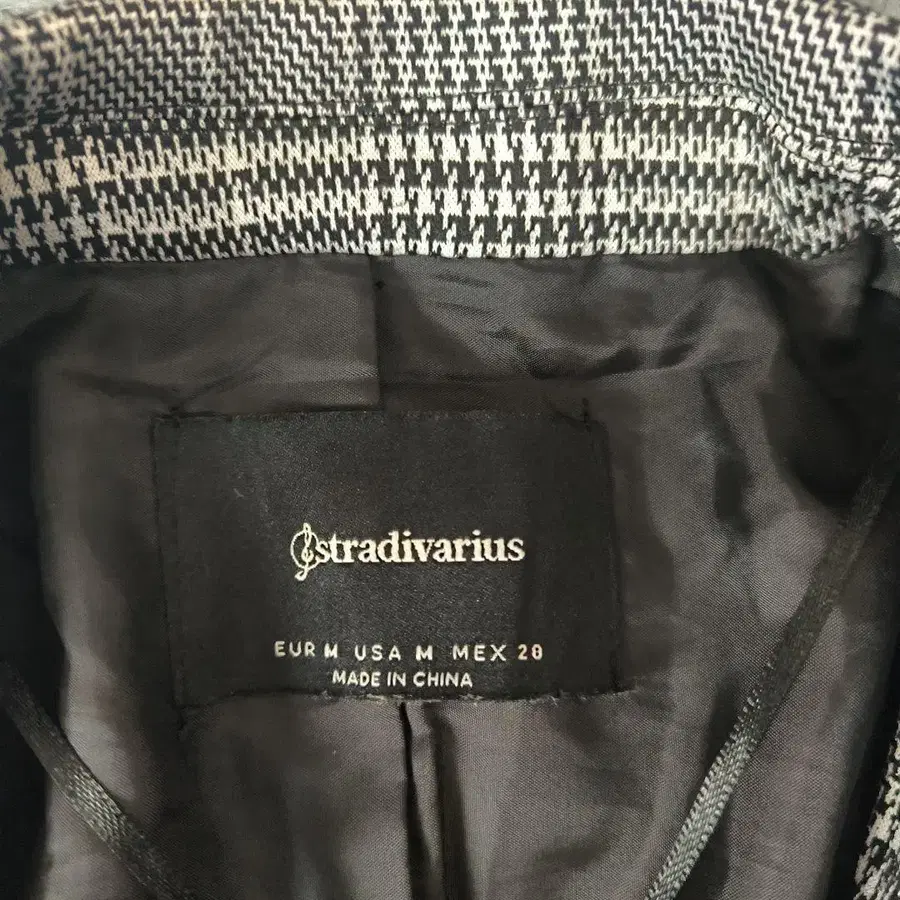 stradivarius
EUR M USA M MEX 28
MADE IN CHINA